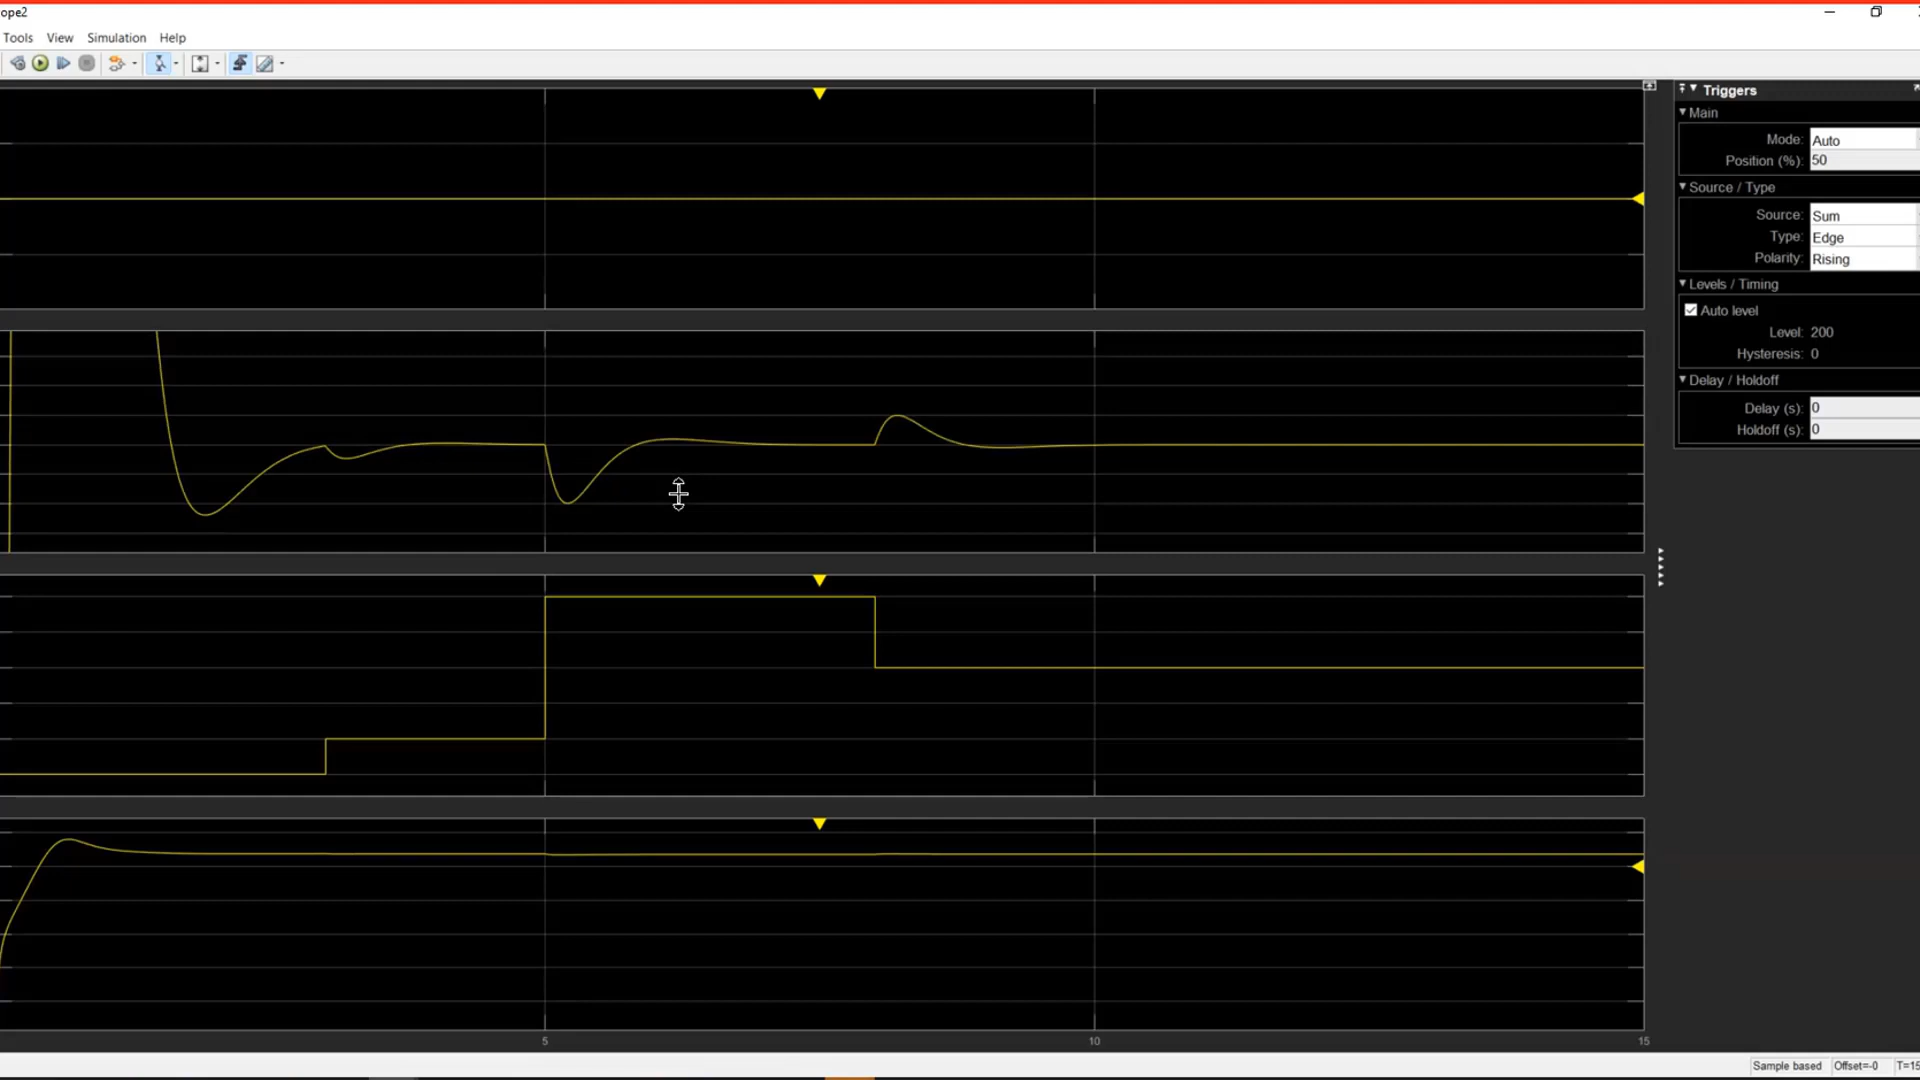 ope2
Tools View Simulation Help
Triggers
Main
Mode: Auto
Position (%): 50
Source / Type
Source: Sum
Type: Edge
Polarity: Rising
Levels / Timing
Auto level
Level: 200
Hysteresis: 0
Delay / Holdoff
Delay (s): 0
Holdoff (s): 0
5 10 15
Sample based Offset=-0 T=15